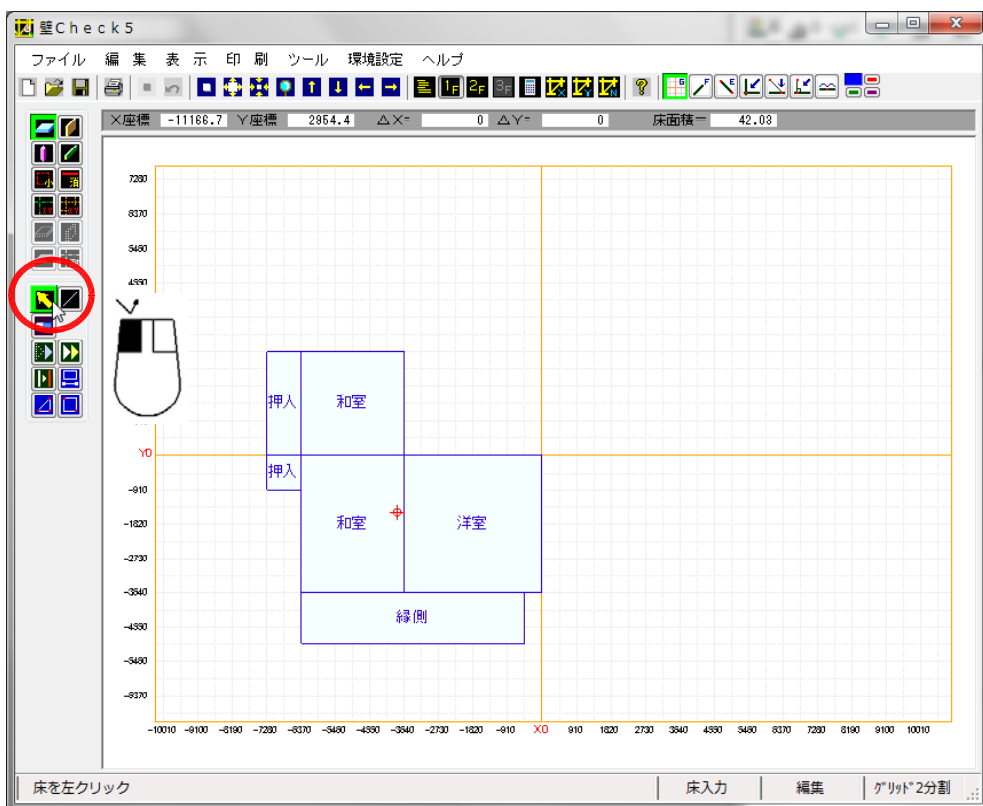 壁Check5
ファイル 編 集 表 示 印 刷 ツール 環境設定 ヘルプ
X座標 -11166.7 Y座標 2954.4 △X= 0 △Y= 0 床面積= 42.08
7280
6370
5460
4550
押入 和室
Y0
押入
-910
-1820
和室 洋室
-2730
-3640
縁側
-4550
-5460
-6370
-10010 -9100 -8190 -7280 -6370 -5460 -4550 -3640 -2730 -1820 -910 X0 910 1820 2730 3640 4550 5460 6370 7280 8190 9100 10010
床を左クリック 床入力 編集 グリッド2分割